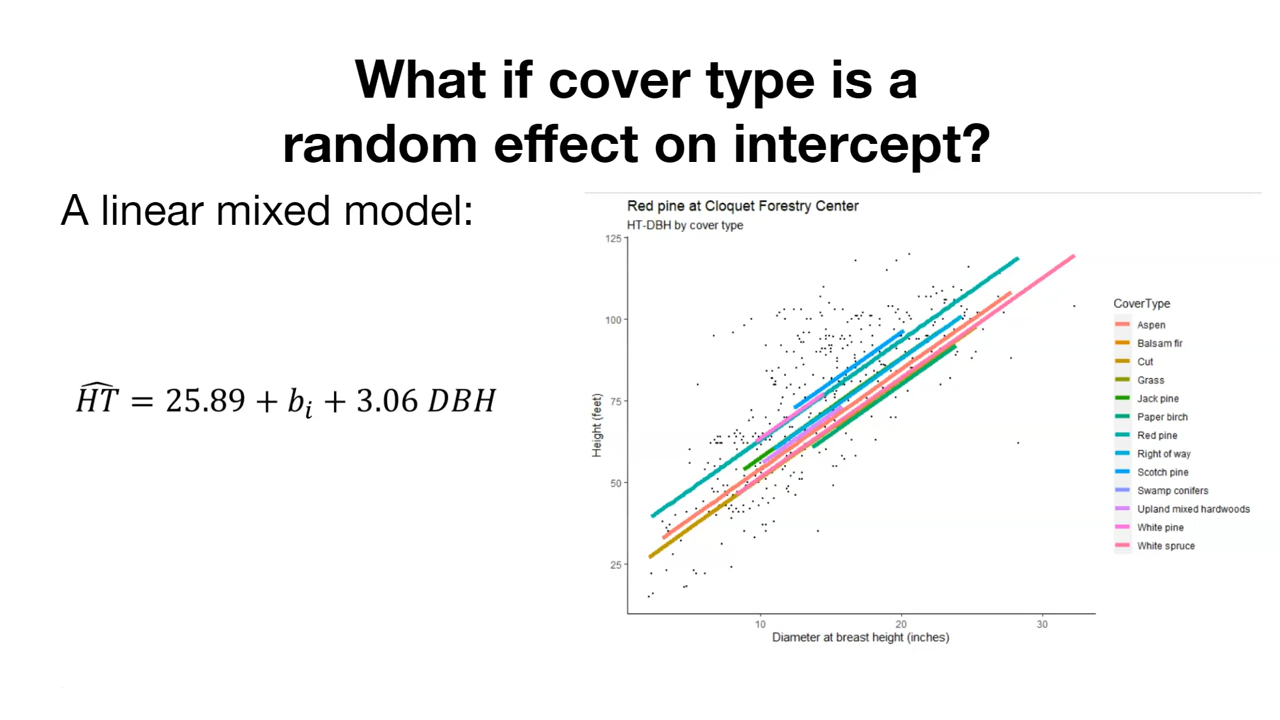 What if cover type is a
random effect on intercept?
A linear mixed model:
Red pine at Cloquet Forestry Center
HT-DBH by cover type
125
100
75
50
25
Height (feet)
10
20
30
Diameter at breast height (inches)
CoverType
Aspen
Balsam fir
Cut
Grass
Jack pine
Paper birch
Red pine
Right of way
Scotch pine
Swamp conifers
Upland mixed hardwoods
White pine
White spruce
$\widehat{HT} = 25.89 + b_i + 3.06\ DBH$